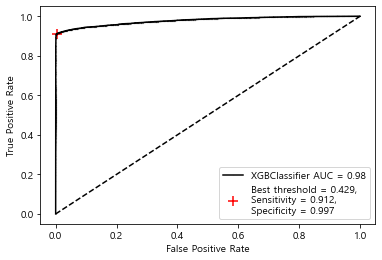 1.0
0.8
0.6
0.4
0.2
0.0
True Positive Rate
0.0 0.2 0.4 0.6 0.8 1.0
False Positive Rate
XGBClassifier AUC = 0.98
Best threshold = 0.429,
Sensitivity = 0.912,
Specificity = 0.997